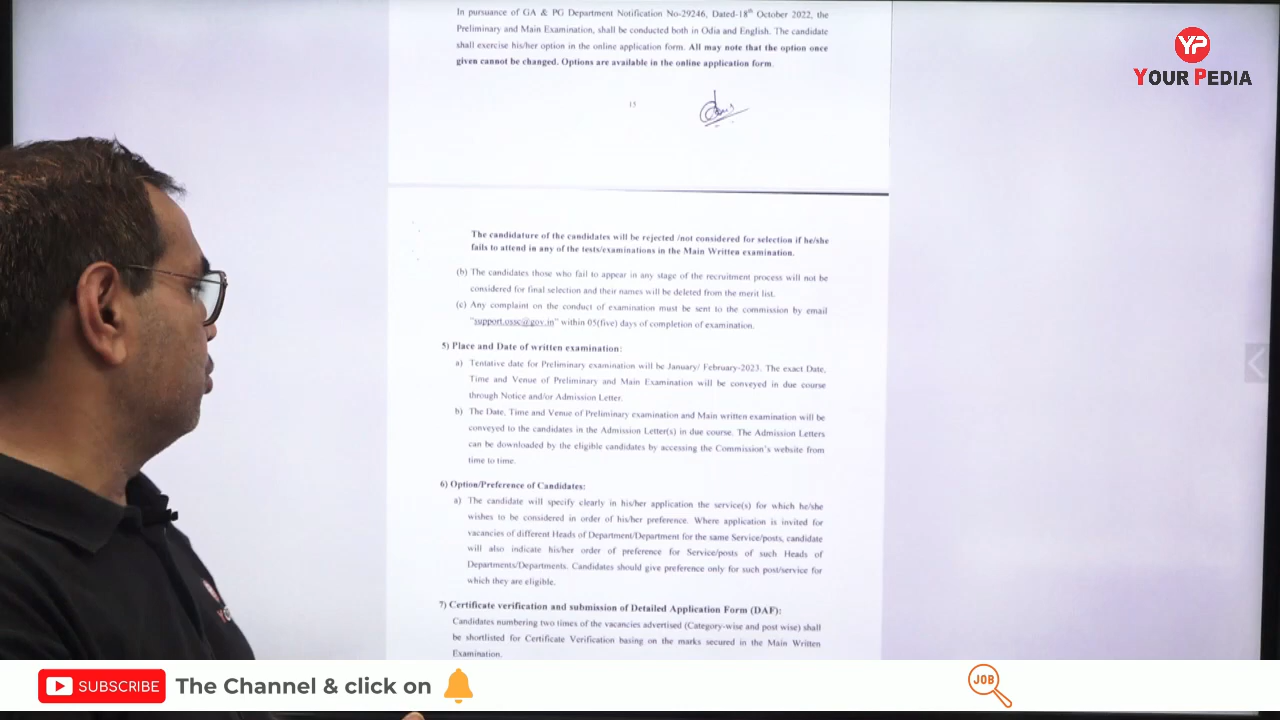 In pursuance of GA & PG Department Notification No-29246, Dated-18th October 2022, the
Preliminary and Main Examination, shall be conducted both in Odia and English. The candidate
shall exercise his/her option in the online application form. All may note that the option once
given cannot be changed. Options are available in the online application form.
15
YP
YOUR PEDIA
The candidature of the candidates will be rejected /not considered for selection if he/she
fails to attend in any of the tests/examinations in the Main Written examination.
(b) The candidates those who fail to appear in any stage of the recruitment process will not be
considered for final selection and their names will be deleted from the merit list.
(c) Any complaint on the conduct of examination must be sent to the commission by email
"support.ossc@gov.in" within 05(five) days of completion of examination.
5) Place and Date of written examination:
a) Tentative date for Preliminary examination will be January/ February-2023. The exact Date,
Time and Venue of Preliminary and Main Examination will be conveyed in due course
through Notice and/or Admission Letter.
b) The Date, Time and Venue of Preliminary examination and Main written examination will be
conveyed to the candidates in the Admission Letter(s) in due course. The Admission Letters
can be downloaded by the eligible candidates by accessing the Commission's website from
time to time.
6) Option/Preference of Candidates:
a) The candidate will specify clearly in his/her application the service(s) for which he/she
wishes to be considered in order of his/her preference. Where application is invited for
vacancies of different Heads of Department/Department for the same Service/posts, candidate
will also indicate his/her order of preference for Service/posts of such Heads of
Departments/Departments. Candidates should give preference only for such post/service for
which they are eligible.
7) Certificate verification and submission of Detailed Application Form (DAF):
Candidates numbering two times of the vacancies advertised (Category-wise and post wise) shall
be shortlisted for Certificate Verification basing on the marks secured in the Main Written
Examination.
SUBSCRIBE The Channel & click on
JOB